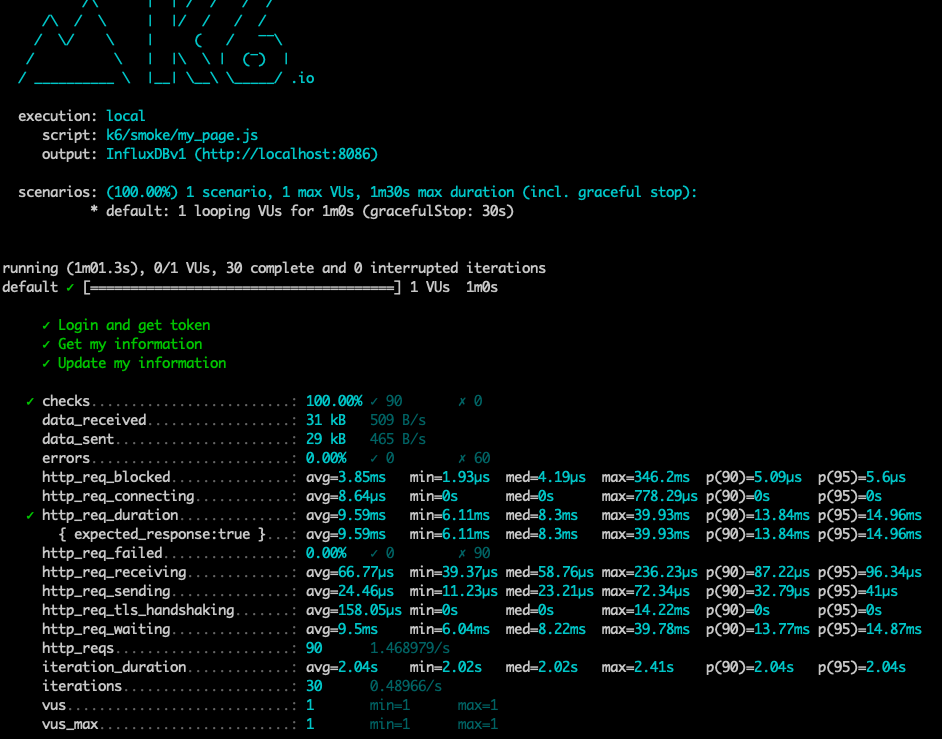 .io
execution: local
script: k6/smoke/my_page.js
output: InfluxDBv1 (http://localhost:8086)
scenarios: (100.00%) 1 scenario, 1 max VUs, 1m30s max duration (incl. graceful stop):
* default: 1 looping VUs for 1m0s (gracefulStop: 30s)
running (1m01.3s), 0/1 VUs, 30 complete and 0 interrupted iterations
default ✓ [======================================] 1 VUs  1m0s
✓ Login and get token
✓ Get my information
✓ Update my information
✓ checks.........................: 100.00% ✓ 90       ✗ 0
data_received..................: 31 kB   509 B/s
data_sent......................: 29 kB   465 B/s
errors.........................: 0.00%   ✓ 0        ✗ 60
http_req_blocked...............: avg=3.85ms   min=1.93µs  med=4.19µs  max=346.2ms  p(90)=5.09µs  p(95)=5.6µs
http_req_connecting............: avg=8.64µs   min=0s      med=0s      max=778.29µs p(90)=0s      p(95)=0s
✓ http_req_duration..............: avg=9.59ms   min=6.11ms  med=8.3ms   max=39.93ms  p(90)=13.84ms p(95)=14.96ms
{ expected_response:true }...: avg=9.59ms   min=6.11ms  med=8.3ms   max=39.93ms  p(90)=13.84ms p(95)=14.96ms
http_req_failed................: 0.00%   ✓ 0        ✗ 90
http_req_receiving.............: avg=66.77µs  min=39.37µs med=58.76µs max=236.23µs p(90)=87.22µs p(95)=96.34µs
http_req_sending...............: avg=24.46µs  min=11.23µs med=23.21µs max=72.34µs  p(90)=32.79µs p(95)=41µs
http_req_tls_handshaking.......: avg=158.05µs min=0s      med=0s      max=14.22ms  p(90)=0s      p(95)=0s
http_req_waiting...............: avg=9.5ms    min=6.04ms  med=8.22ms  max=39.78ms  p(90)=13.77ms p(95)=14.87ms
http_reqs......................: 90      1.468979/s
iteration_duration.............: avg=2.04s    min=2.02s   med=2.02s   max=2.41s    p(90)=2.04s   p(95)=2.04s
iterations.....................: 30      0.48966/s
vus............................: 1       min=1      max=1
vus_max........................: 1       min=1      max=1